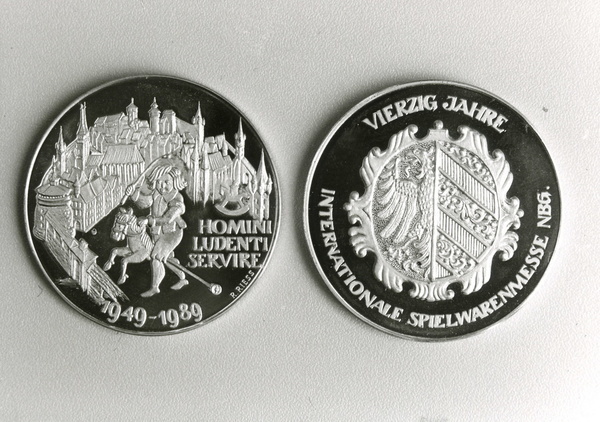 HOMINI
LUDENTI
SERVIRE
R. RIESS
1949-1989
VIERZIG JAHRE
INTERNATIONALE SPIELWARENMESSE NBG.